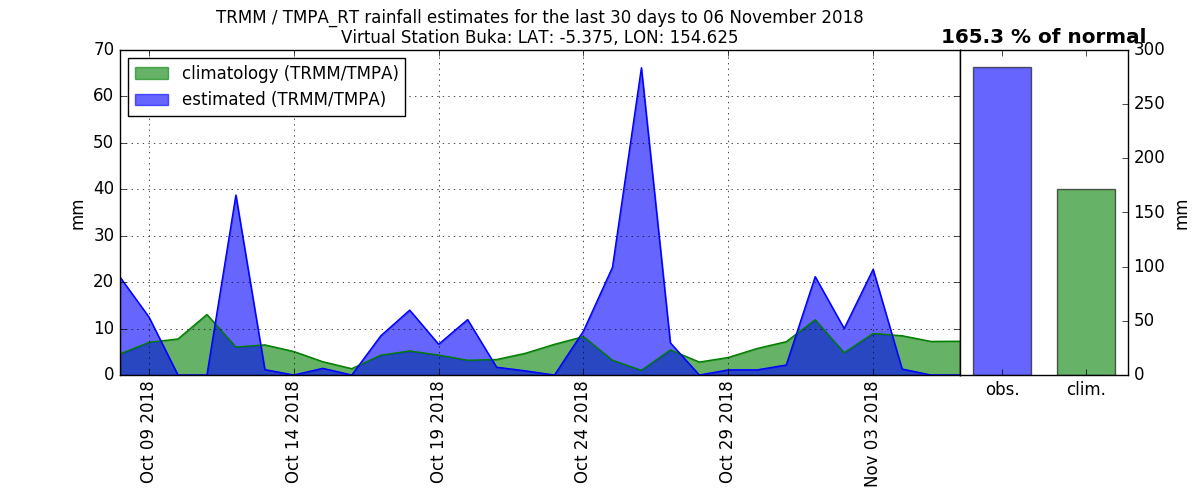 TRMM / TMPA_RT rainfall estimates for the last 30 days to 06 November 2018
Virtual Station Buka: LAT: -5.375, LON: 154.625
165.3 % of normal
climatology (TRMM/TMPA)
estimated (TRMM/TMPA)
70
60
50
40
30
20
10
0
mm
Oct 09 2018
Oct 14 2018
Oct 19 2018
Oct 24 2018
Oct 29 2018
Nov 03 2018
300
250
200
150
100
50
0
mm
obs.
clim.